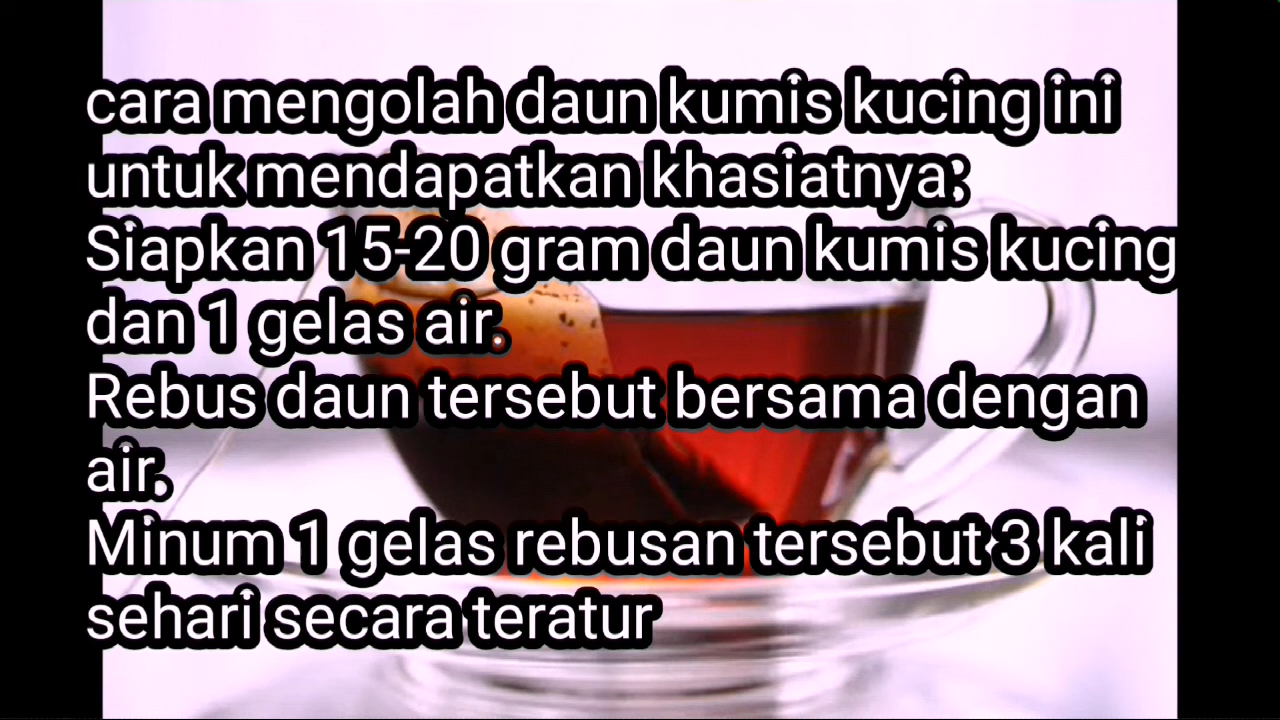 cara mengolah daun kumis kucing ini
untuk mendapatkan khasiatnya:
Siapkan 15-20 gram daun kumis kucing
dan 1 gelas air.
Rebus daun tersebut bersama dengan
air.
Minum 1 gelas rebusan tersebut 3 kali
sehari secara teratur